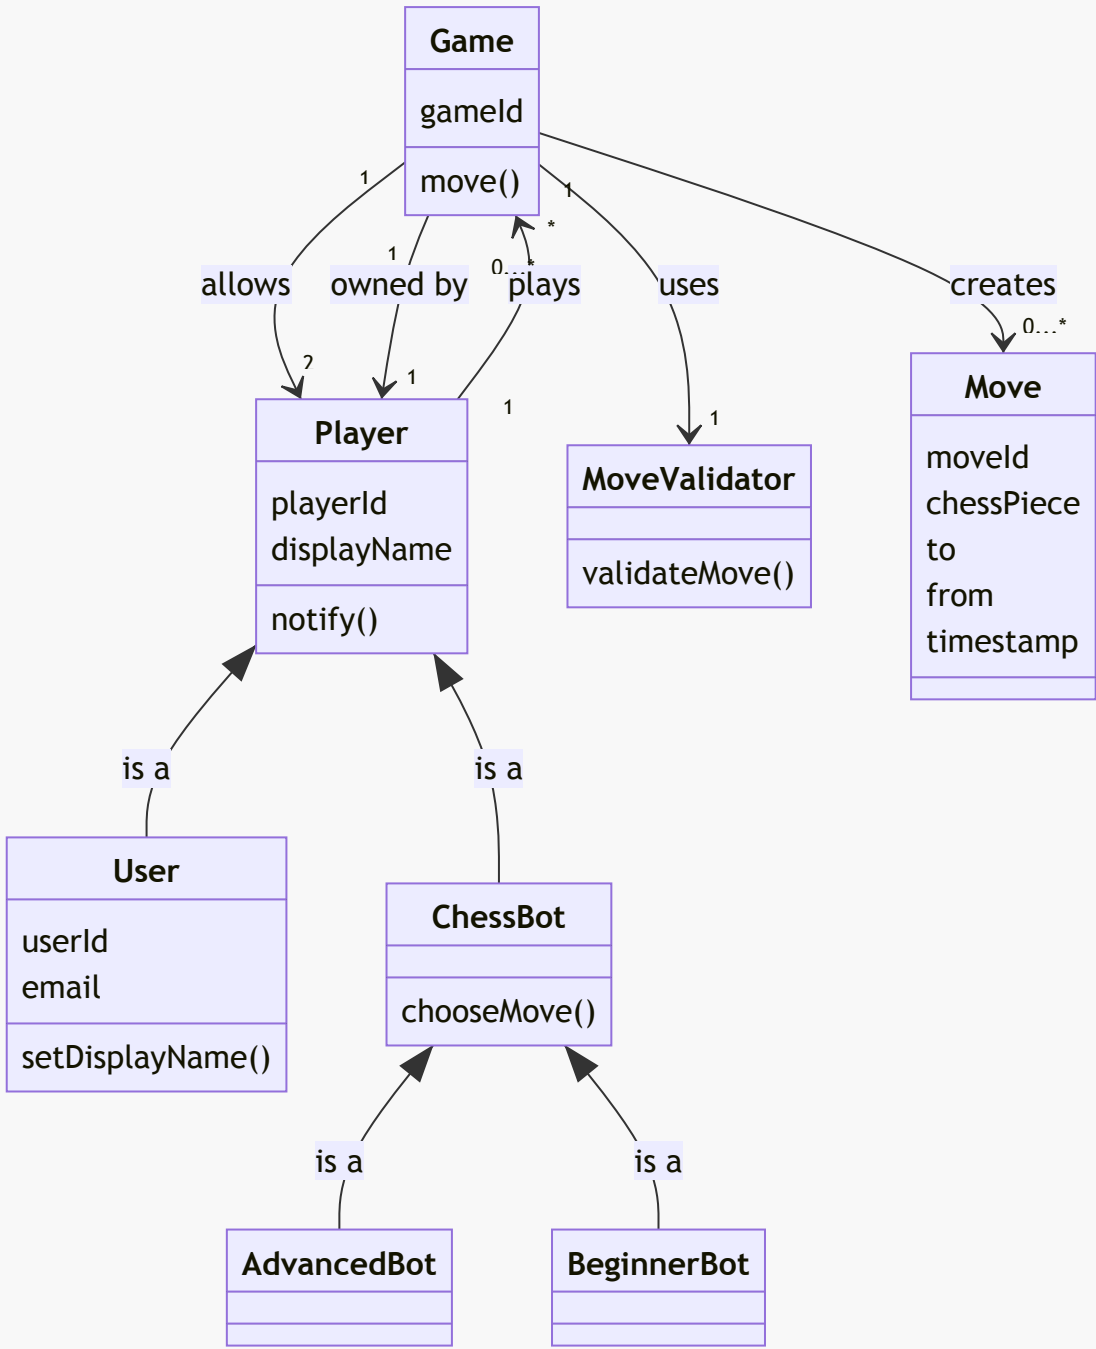 Game
gameId
move()
1
1
1
*
0...*
allows
owned by
plays
uses
creates
0...*
2
1
1
1
Player
playerId
displayName
notify()
MoveValidator
validateMove()
Move
moveId
chessPiece
to
from
timestamp
is a
is a
User
userId
email
setDisplayName()
ChessBot
chooseMove()
is a
is a
AdvancedBot
BeginnerBot